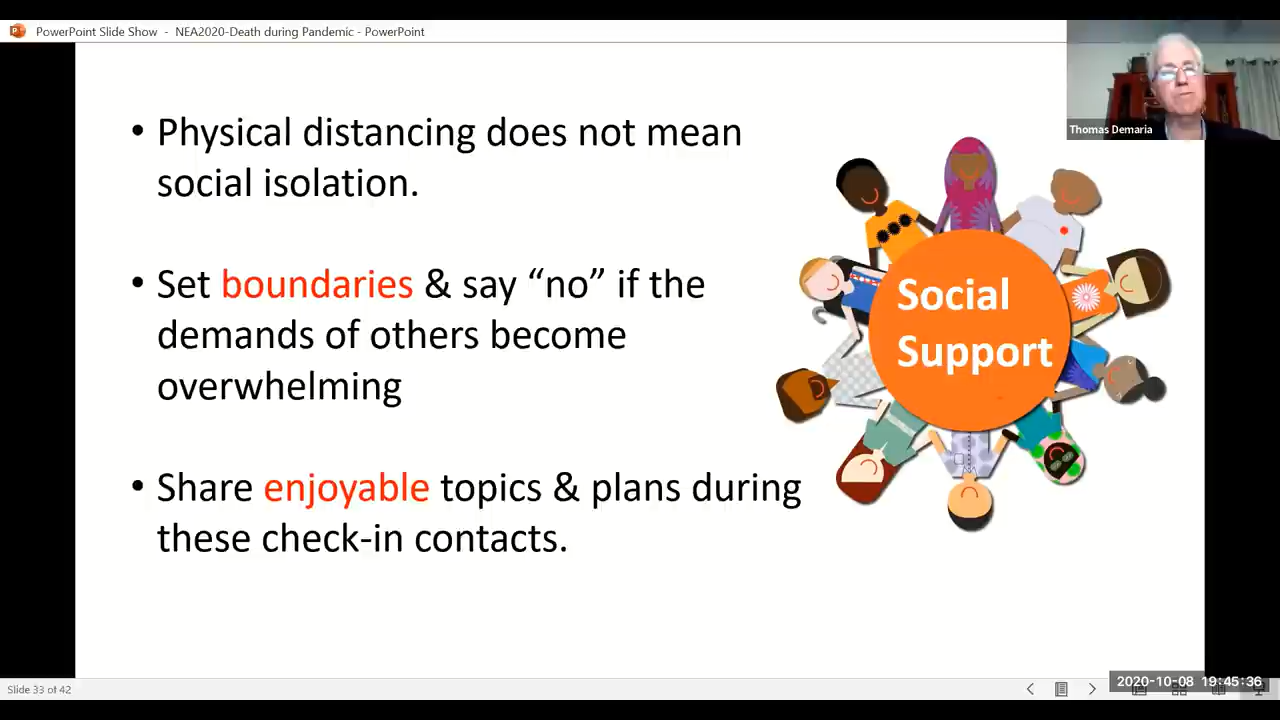 PowerPoint Slide Show - NEA2020-Death during Pandemic - PowerPoint
Thomas Demaria
• Physical distancing does not mean
social isolation.
• Set boundaries & say “no” if the
demands of others become
overwhelming
• Share enjoyable topics & plans during
these check-in contacts.
Social
Support
Slide 33 of 42
2020-10-08 19:45:36